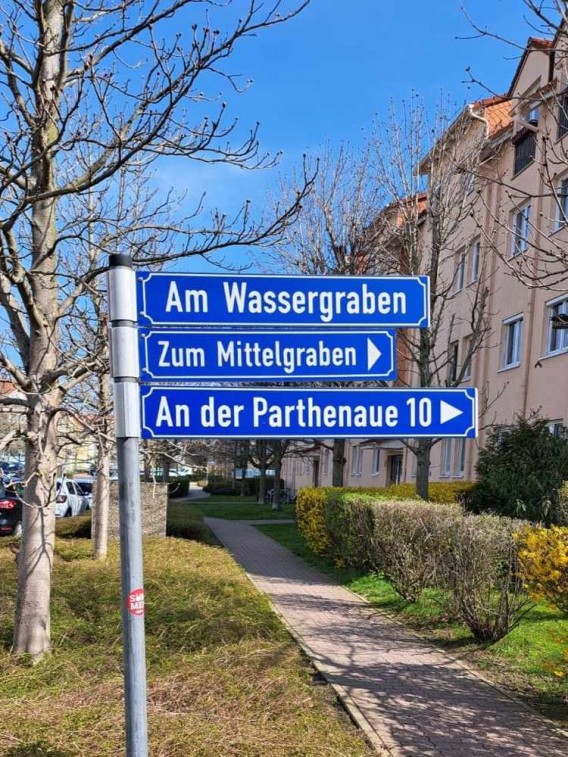 Am Wassergraben
Zum Mittelgraben
An der Parthenaue 10